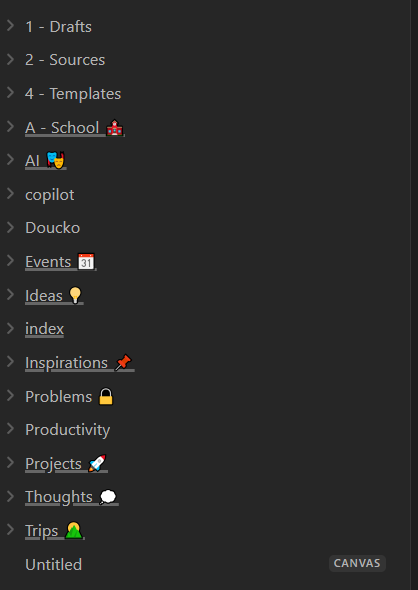 1 - Drafts
2 - Sources
4 - Templates
A - School 🏫
AI 🎭
copilot
Doucko
Events 📅
Ideas 💡
index
Inspirations 📌
Problems 🔒
Productivity
Projects 🚀
Thoughts 💭
Trips 🏞️
Untitled CANVAS